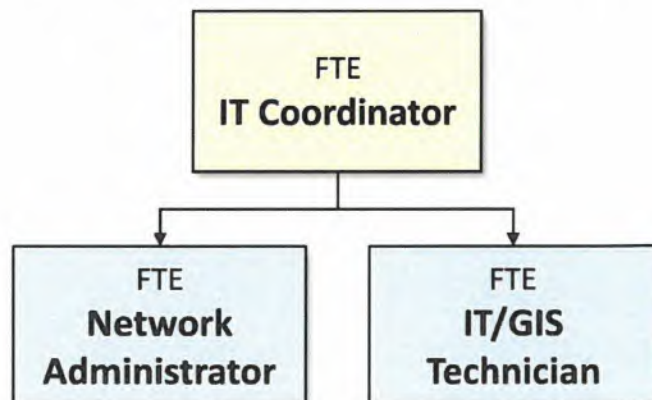 FTE
IT Coordinator
FTE
Network
Administrator
FTE
IT/GIS
Technician